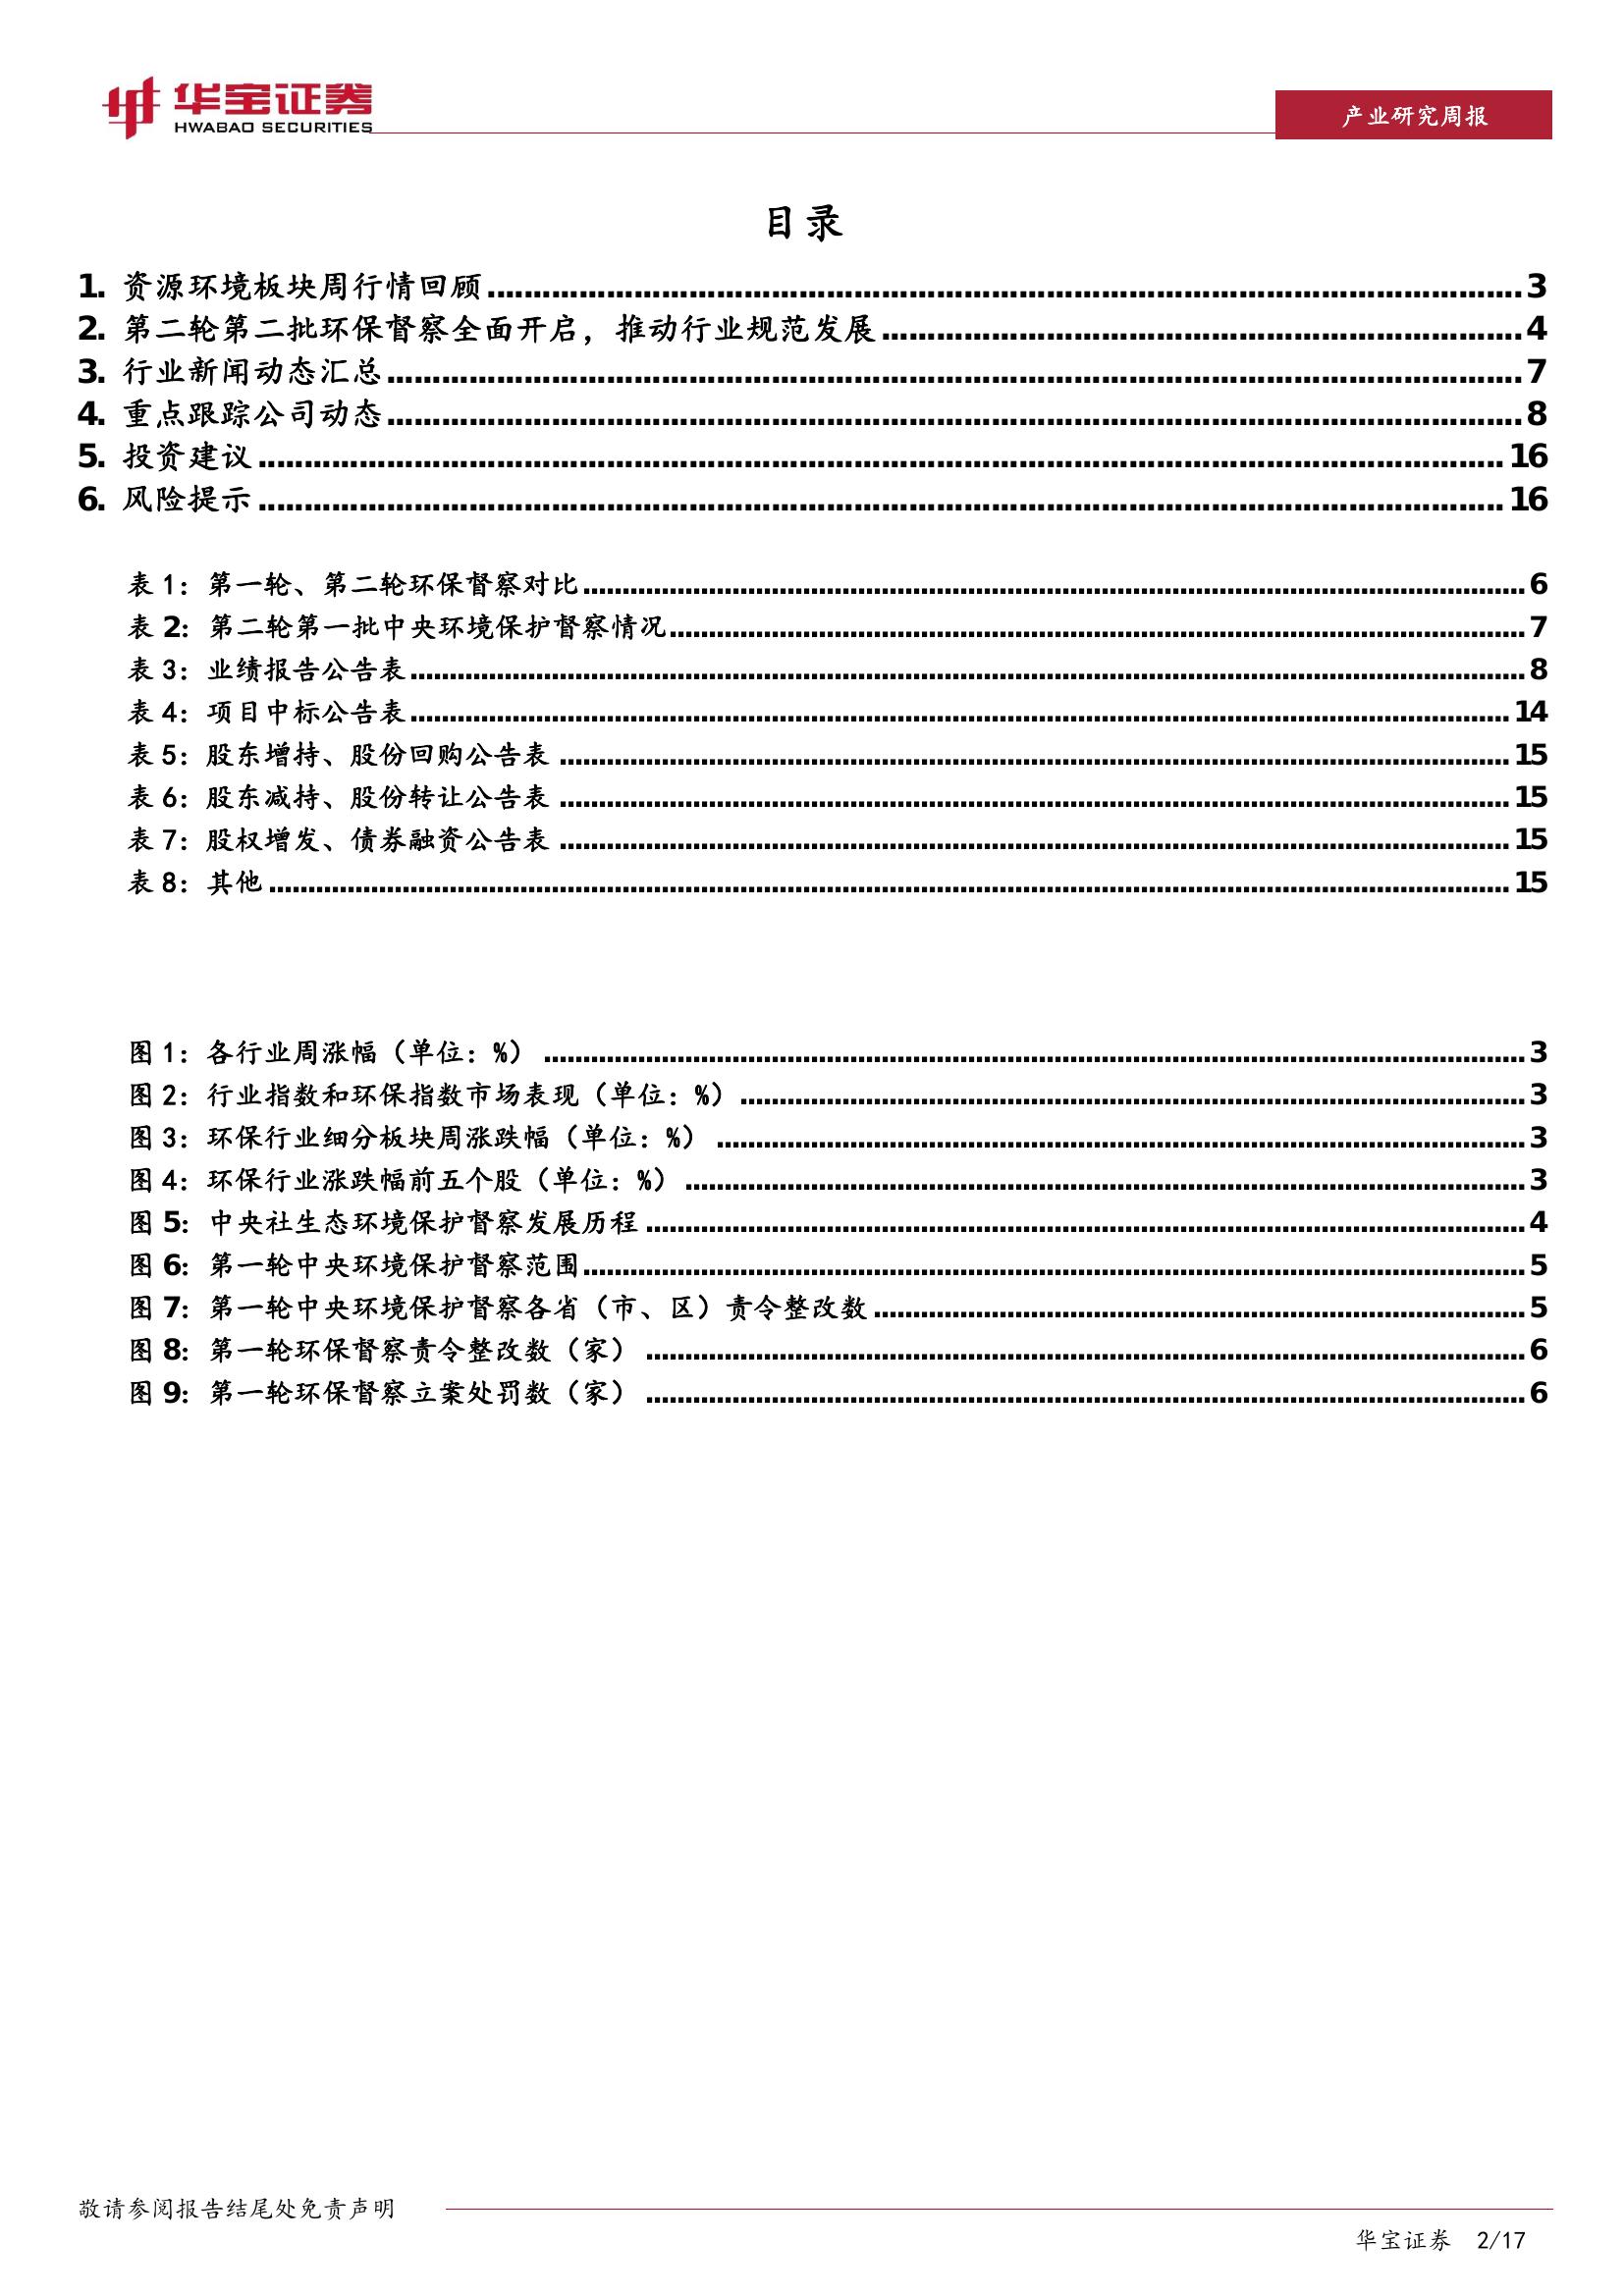 华宝证券
HWABAO SECURITIES
产业研究周报
目录
1. 资源环境板块周行情回顾 3
2. 第二轮第二批环保督察全面开启，推动行业规范发展 4
3. 行业新闻动态汇总 7
4. 重点跟踪公司动态 8
5. 投资建议 16
6. 风险提示 16
表 1：第一轮、第二轮环保督察对比 6
表 2：第二轮第一批中央环境保护督察情况 7
表 3：业绩报告公告表 8
表 4：项目中标公告表 14
表 5：股东增持、股份回购公告表 15
表 6：股东减持、股份转让公告表 15
表 7：股权增发、债券融资公告表 15
表 8：其他 15
图 1：各行业周涨幅（单位：%） 3
图 2：行业指数和环保指数市场表现（单位：%） 3
图 3：环保行业细分板块周涨跌幅（单位：%） 3
图 4：环保行业涨跌幅前五个股（单位：%） 3
图 5：中央社生态环境保护督察发展历程 4
图 6：第一轮中央环境保护督察范围 5
图 7：第一轮中央环境保护督察各省（市、区）责令整改数 5
图 8：第一轮环保督察责令整改数（家） 6
图 9：第一轮环保督察立案处罚数（家） 6
敬请参阅报告结尾处免责声明
华宝证券 2/17